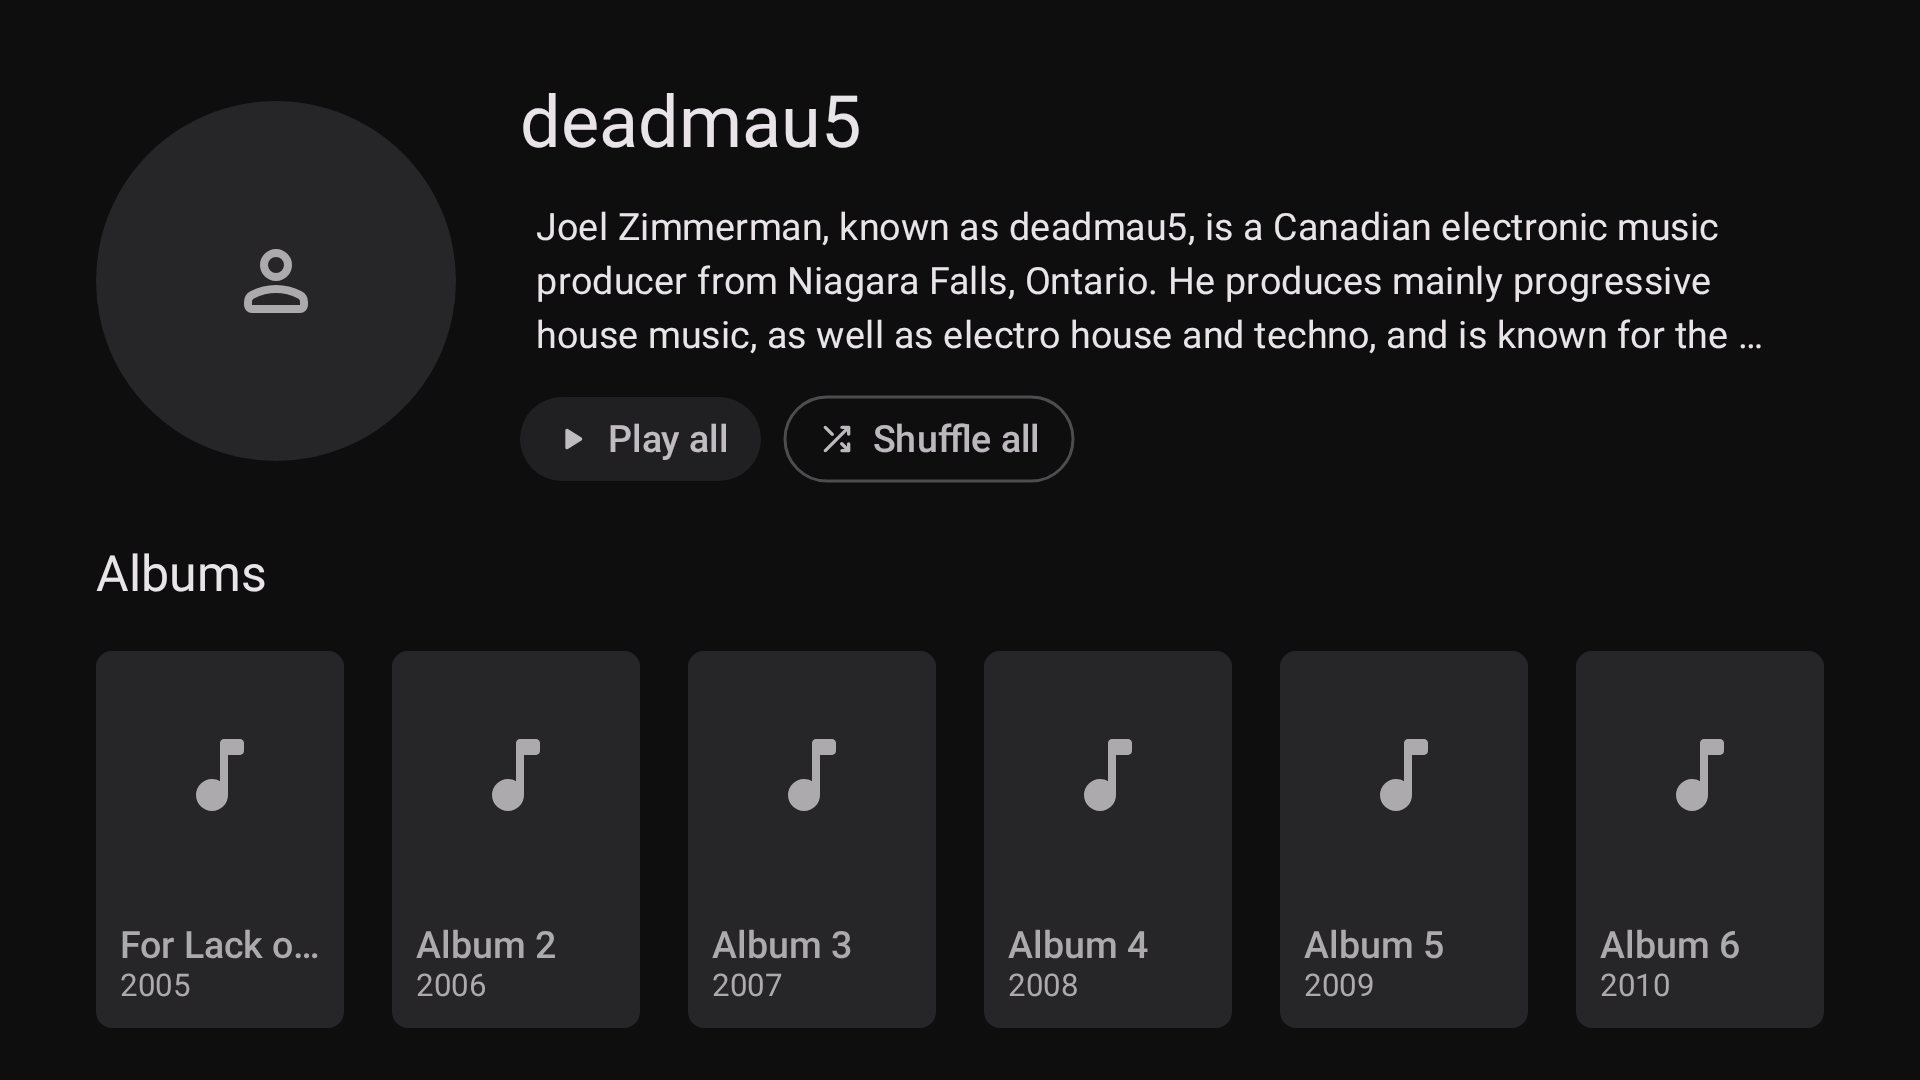 deadmau5
Joel Zimmerman, known as deadmau5, is a Canadian electronic music
producer from Niagara Falls, Ontario. He produces mainly progressive
house music, as well as electro house and techno, and is known for the ...
Play all
Shuffle all
Albums
For Lack o...
2005
Album 2
2006
Album 3
2007
Album 4
2008
Album 5
2009
Album 6
2010